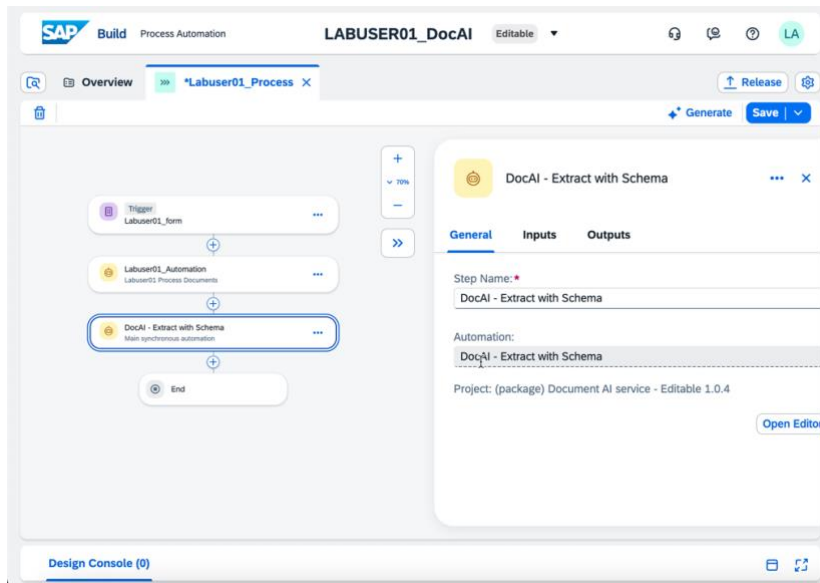 SAP Build Process Automation LABUSER01_DocAI Editable LA
Overview *Labuser01_Process Release
Generate Save
70%
Trigger
Labuser01_form
Labuser01_Automation
Labuser01 Process Documents
DocAI - Extract with Schema
Main synchronous automation
End
DocAI - Extract with Schema
General Inputs Outputs
Step Name:*
DocAI - Extract with Schema
Automation:
DocAI - Extract with Schema
Project: (package) Document AI service - Editable 1.0.4
Open Editor
Design Console (0)